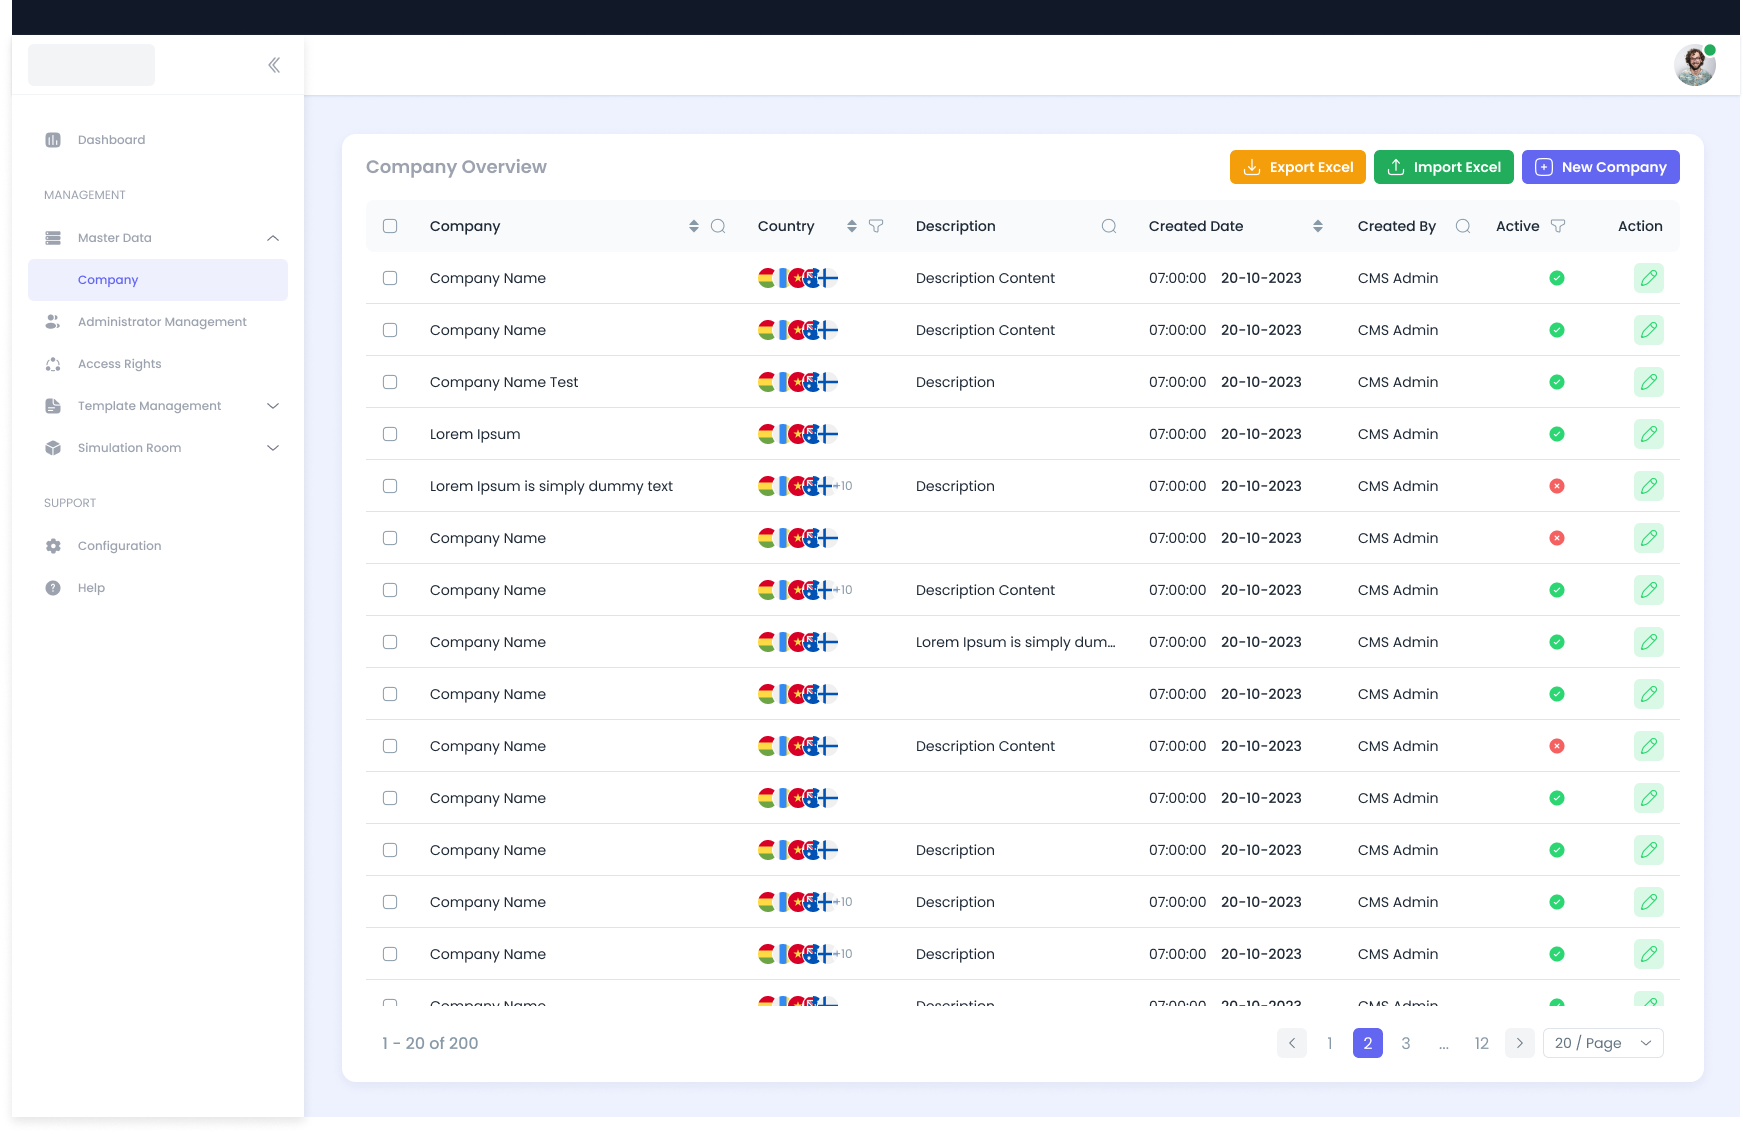 Dashboard
MANAGEMENT
Master Data
Company
Administrator Management
Access Rights
Template Management
Simulation Room
SUPPORT
Configuration
Help
Company Overview
Export Excel Import Excel New Company
Company Country Description Created Date Created By Active Action
Company Name Description Content 07:00:00 20-10-2023 CMS Admin
Company Name Description Content 07:00:00 20-10-2023 CMS Admin
Company Name Test Description 07:00:00 20-10-2023 CMS Admin
Lorem Ipsum 07:00:00 20-10-2023 CMS Admin
Lorem Ipsum is simply dummy text +10 Description 07:00:00 20-10-2023 CMS Admin
Company Name 07:00:00 20-10-2023 CMS Admin
Company Name +10 Description Content 07:00:00 20-10-2023 CMS Admin
Company Name Lorem Ipsum is simply dum... 07:00:00 20-10-2023 CMS Admin
Company Name 07:00:00 20-10-2023 CMS Admin
Company Name Description Content 07:00:00 20-10-2023 CMS Admin
Company Name 07:00:00 20-10-2023 CMS Admin
Company Name Description 07:00:00 20-10-2023 CMS Admin
Company Name +10 Description 07:00:00 20-10-2023 CMS Admin
Company Name +10 Description 07:00:00 20-10-2023 CMS Admin
Company Name Description 07:00:00 20-10-2023 CMS Admin
1 - 20 of 200 1 2 3 ... 12 20 / Page